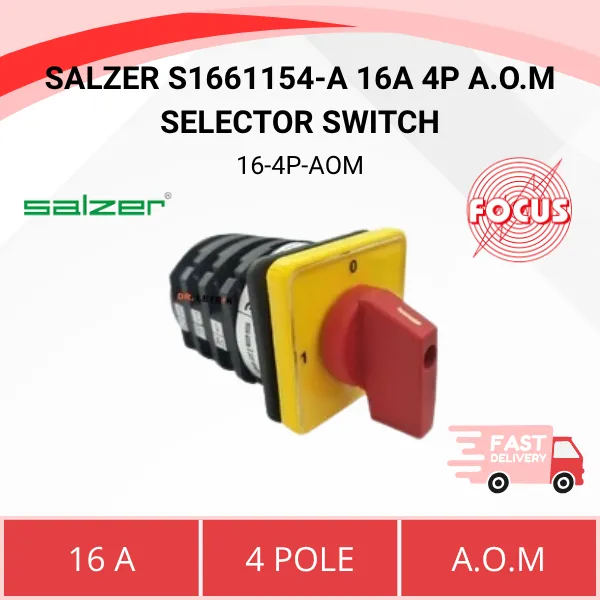 SALZER S1661154-A 16A 4P A.O.M
SELECTOR SWITCH
16-4P-AOM
salzer®
FOCUS
0
1
FAST
DELIVERY
16 A
4 POLE
A.O.M